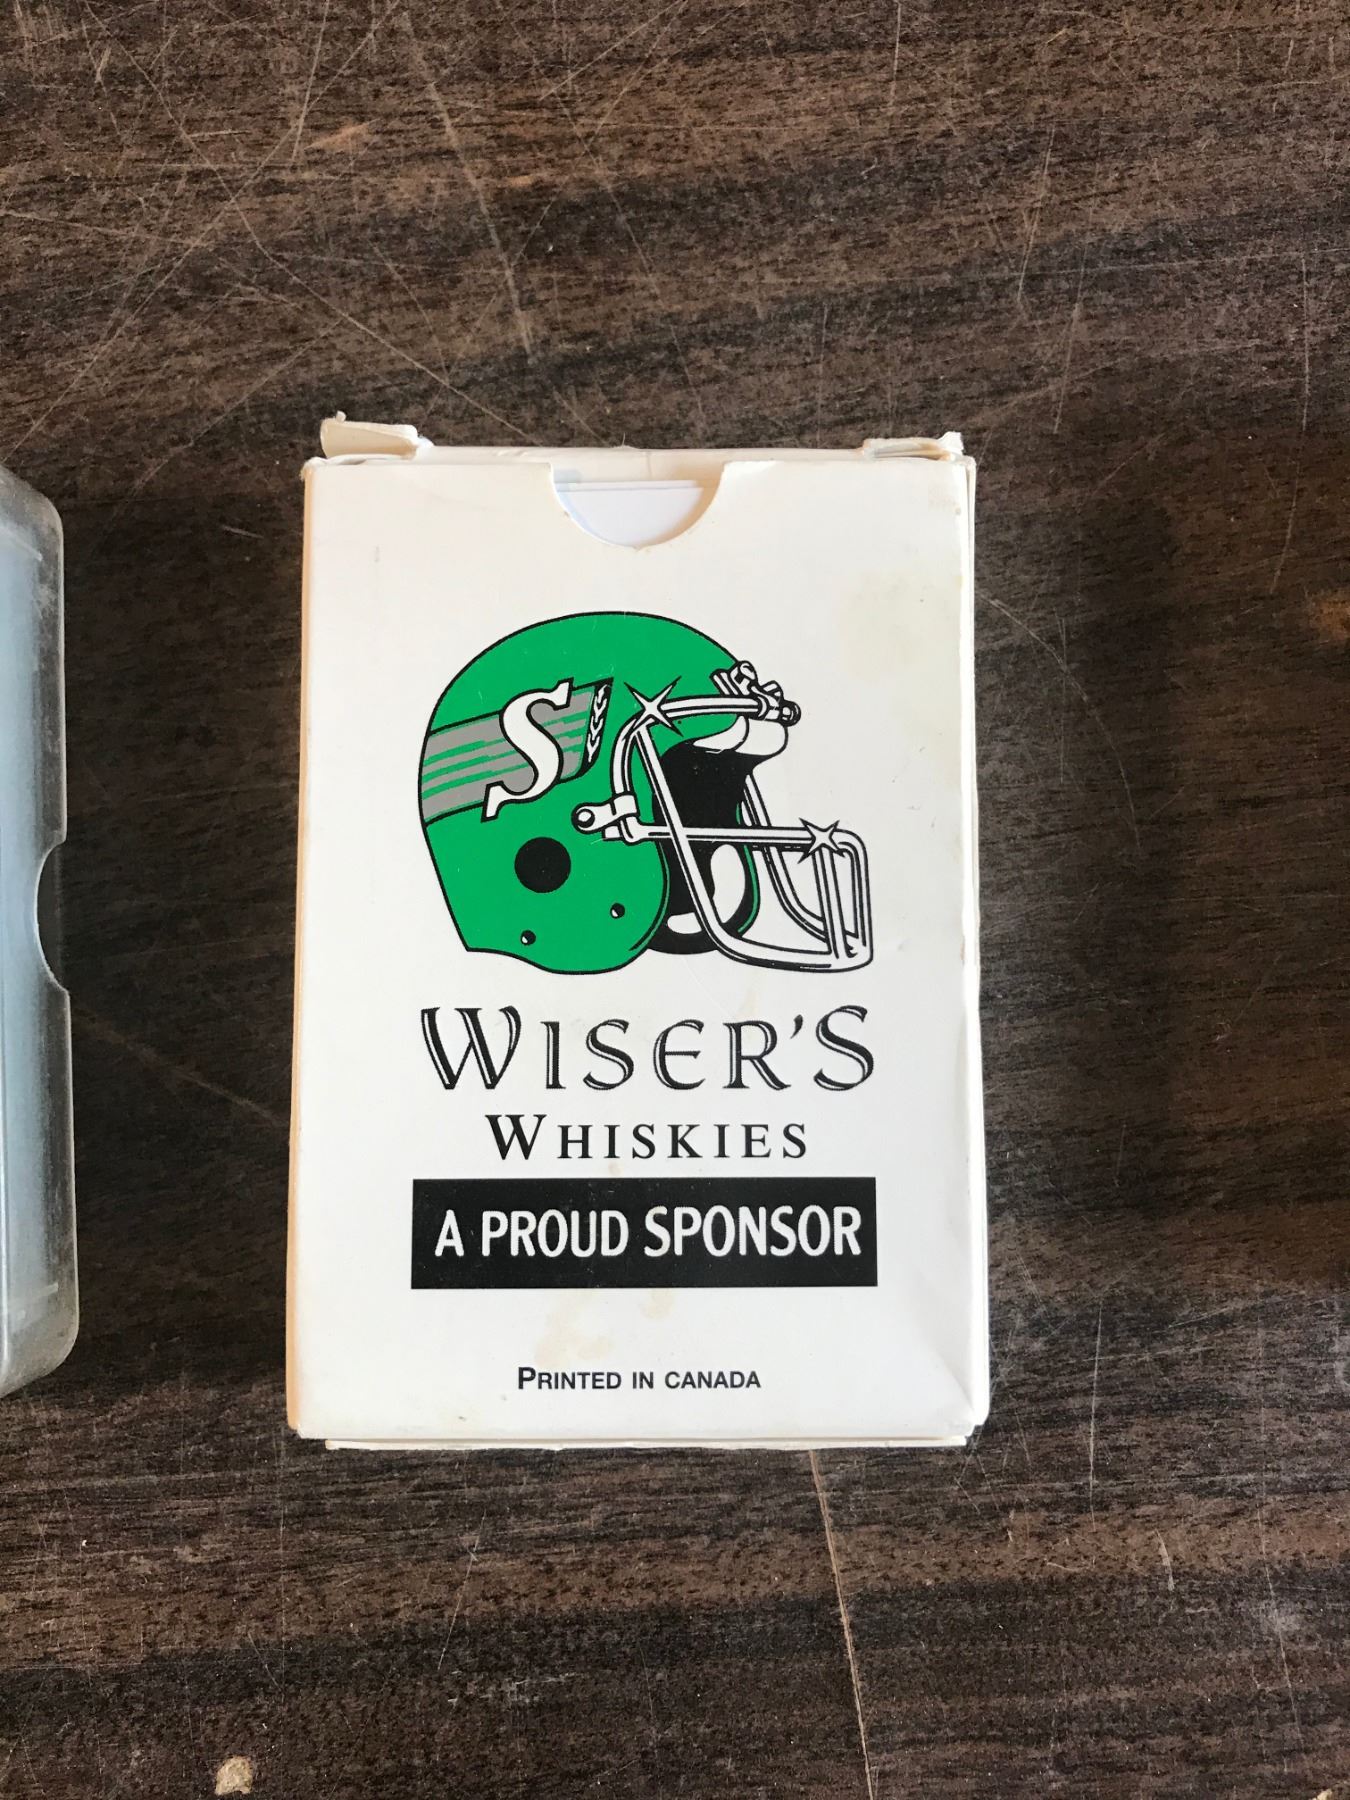 S
WISER'S
WHISKIES
A PROUD SPONSOR
PRINTED IN CANADA